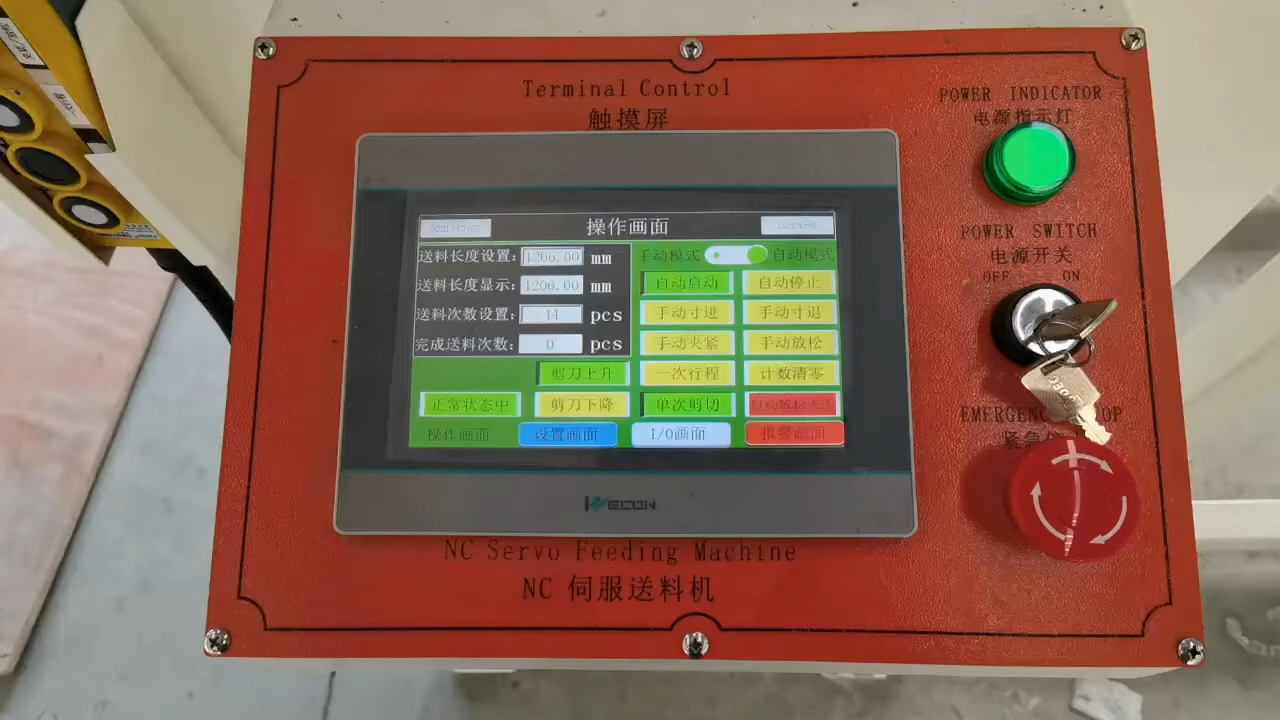 Terminal Control
触摸屏
POWER INDICATOR
电源指示灯
操作画面
送料长度设置: 1206.00 mm
手动模式 自动模式
送料长度显示: 1206.00 mm
自动启动 自动停止
送料次数设置: 44 pcs
手动寸进 手动寸退
完成送料次数: 0 pcs
手动夹紧 手动放松
剪刀上升 一次行程 计数清零
正常状态中 剪刀下降 单次剪切
操作画面 设置画面 I/O画面 报警画面
WECON
NC Servo Feeding Machine
NC 伺服送料机
POWER SWITCH
电源开关
OFF ON